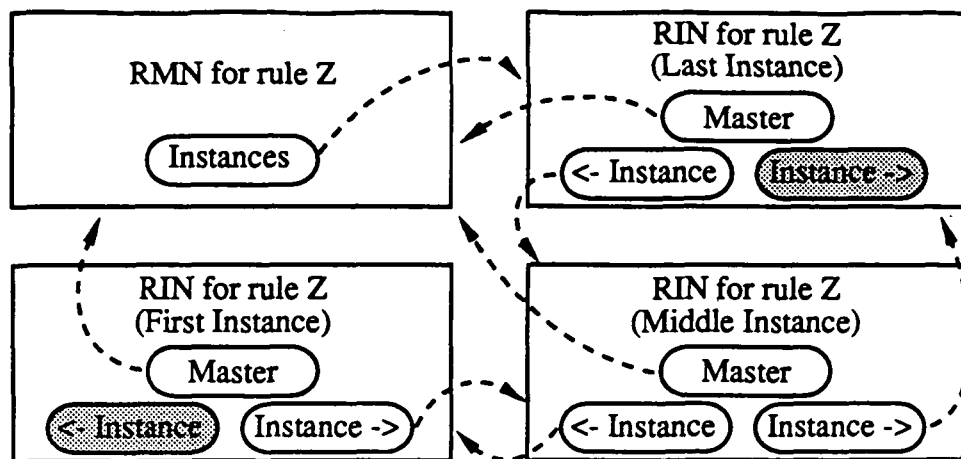 RMN for rule Z
Instances
RIN for rule Z
(Last Instance)
Master
<- Instance
Instance ->
RIN for rule Z
(First Instance)
Master
<- Instance
Instance ->
RIN for rule Z
(Middle Instance)
Master
<- Instance
Instance ->